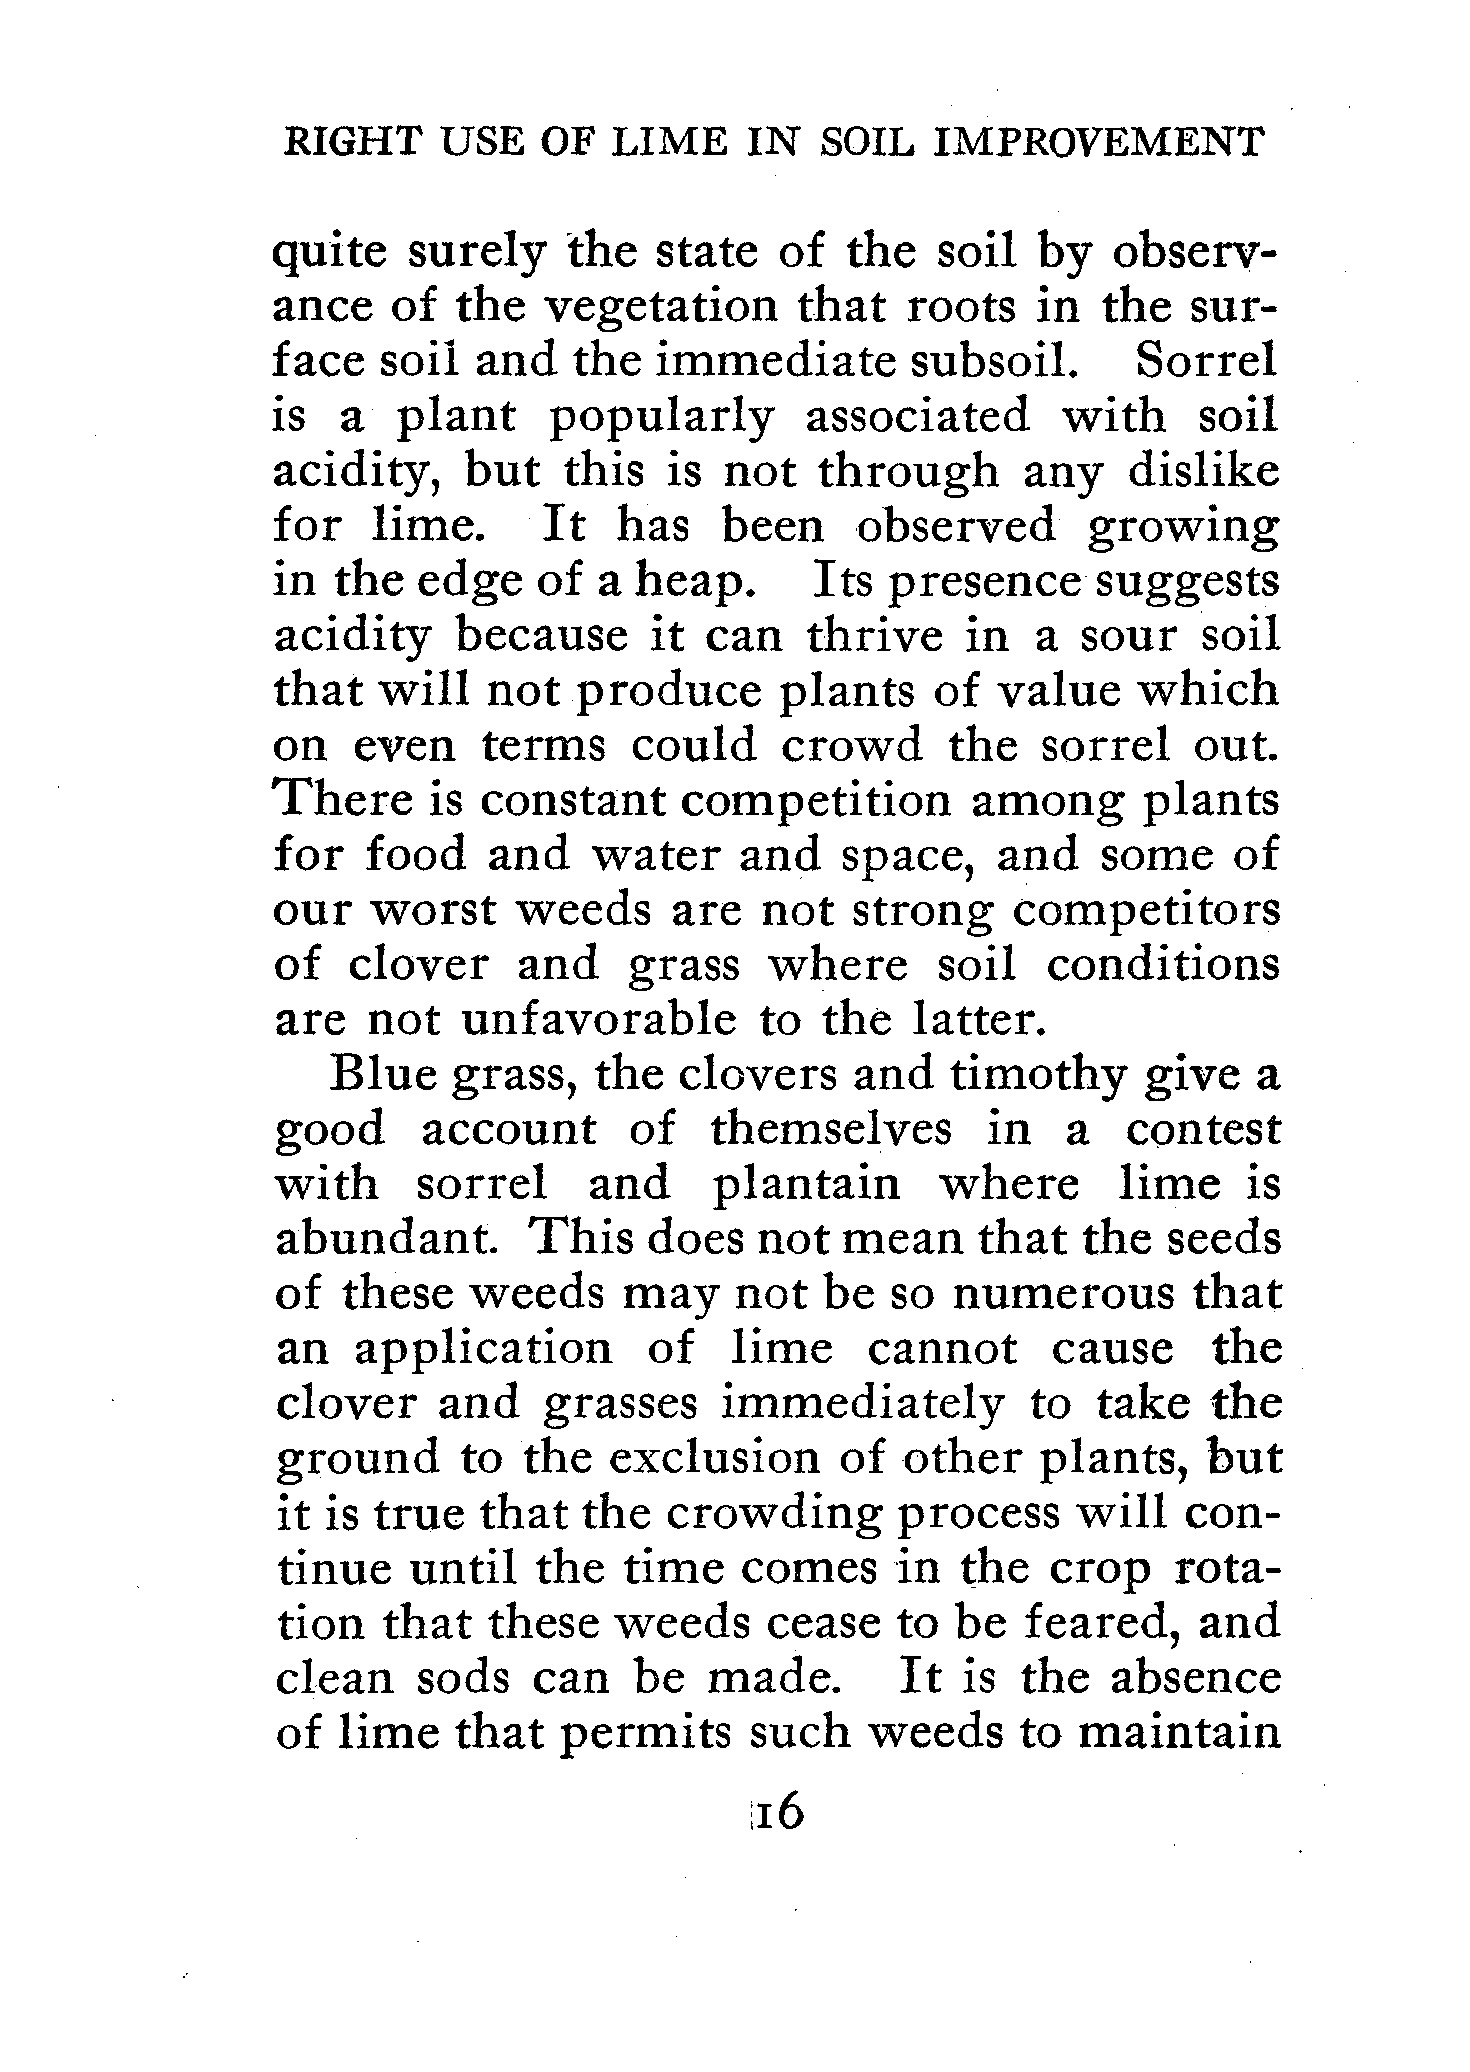 RIGHT USE OF LIME IN SOIL IMPROVEMENT
quite surely the state of the soil by observ-
ance of the vegetation that roots in the sur-
face soil and the immediate subsoil. Sorrel
is a plant popularly associated with soil
acidity, but this is not through any dislike
for lime. It has been observed growing
in the edge of a heap. Its presence suggests
acidity because it can thrive in a sour soil
that will not produce plants of value which
on even terms could crowd the sorrel out.
There is constant competition among plants
for food and water and space, and some of
our worst weeds are not strong competitors
of clover and grass where soil conditions
are not unfavorable to the latter.
Blue grass, the clovers and timothy give a
good account of themselves in a contest
with sorrel and plantain where lime is
abundant. This does not mean that the seeds
of these weeds may not be so numerous that
an application of lime cannot cause the
clover and grasses immediately to take the
ground to the exclusion of other plants, but
it is true that the crowding process will con-
tinue until the time comes in the crop rota-
tion that these weeds cease to be feared, and
clean sods can be made. It is the absence
of lime that permits such weeds to maintain
16